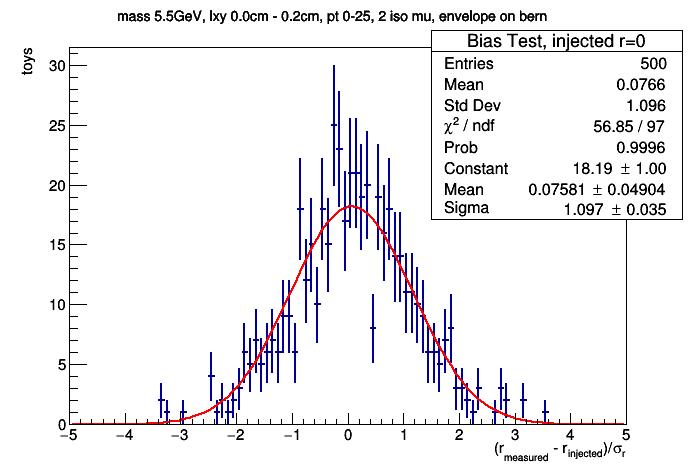 mass 5.5GeV, lxy 0.0cm - 0.2cm, pt 0-25, 2 iso mu, envelope on bern
Bias Test, injected r=0
Entries 500
Mean 0.0766
Std Dev 1.096
χ² / ndf 56.85 / 97
Prob 0.9996
Constant 18.19 ± 1.00
Mean 0.07581 ± 0.04904
Sigma 1.097 ± 0.035
toys
30
25
20
15
10
5
0
−5 −4 −3 −2 −1 0 1 2 3 4 5
(r_measured - r_injected)/σ_r